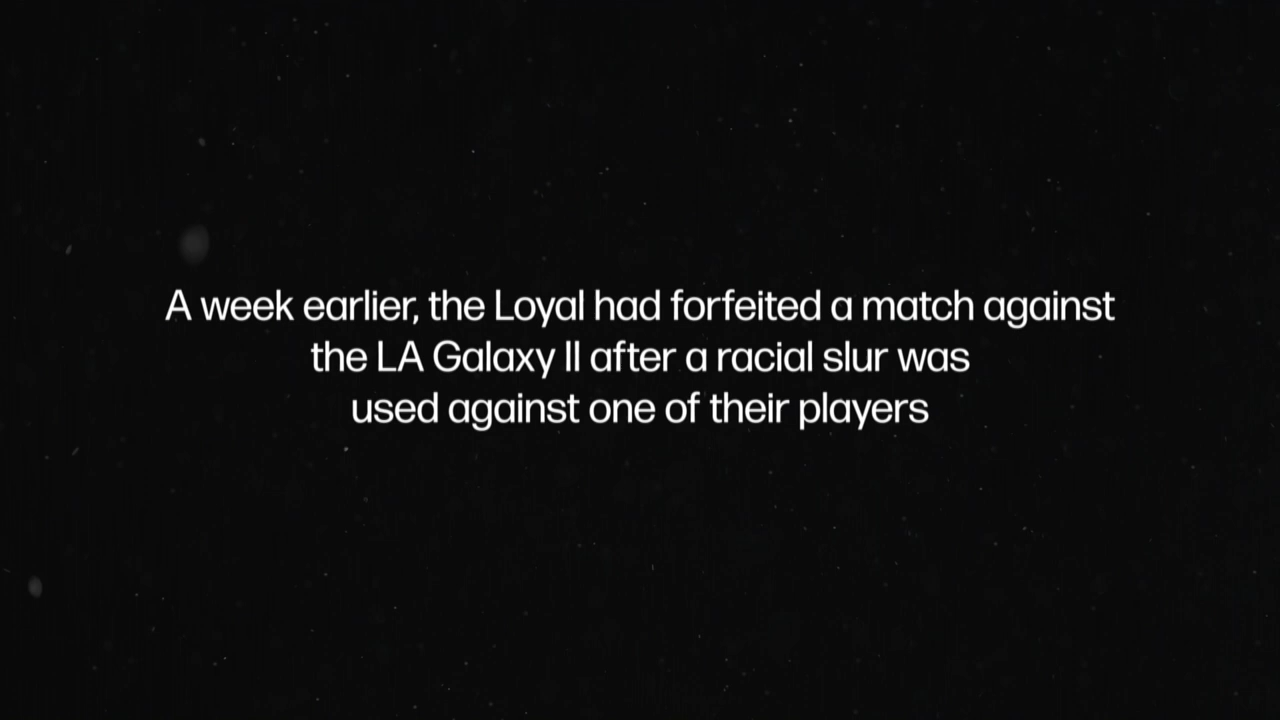 A week earlier, the Loyal had forfeited a match against
the LA Galaxy II after a racial slur was
used against one of their players